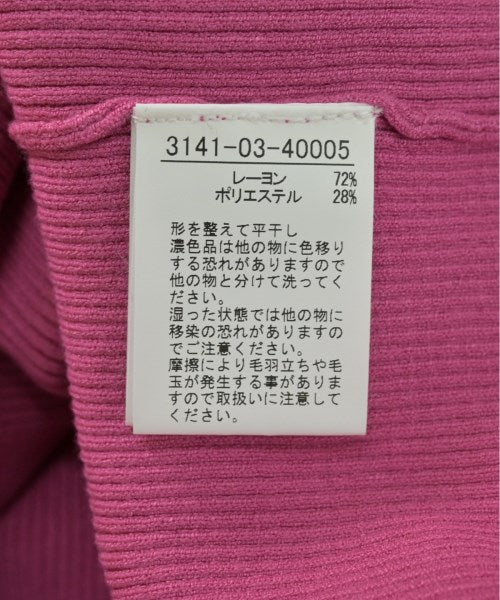 3141-03-40005
レーヨン 72%
ポリエステル 28%
形を整えて平干し
濃色品は他の物に色移り
する恐れがありますので
他の物と分けて洗ってく
ださい。
湿った状態では他の物に
移染の恐れがありますの
でご注意ください。
摩擦により毛羽立ちや毛
玉が発生する事がありま
すので取扱いに注意して
ください。